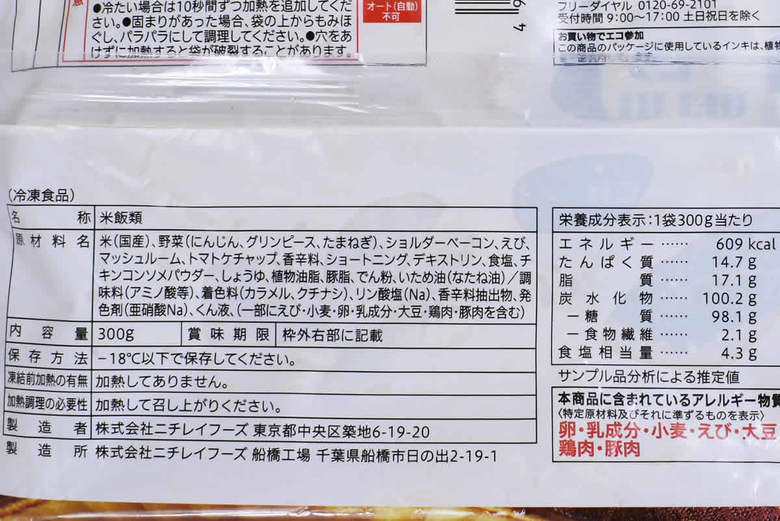 ●冷たい場合は10秒間ずつ加熱を追加してくだ
さい。●固まりがあった場合、袋の上からもみほ
ぐし、パラパラにして調理してください。●穴をあ
けずに加熱すると袋が破裂することがあります。
オート(自動)
不可
4
フリーダイヤル 0120-69-2101
受付時間 9:00〜17:00 土日祝日を除く
お買い物でエコ参加
この商品のパッケージに使用しているインキは、植物
(冷凍食品)
名称 米飯類
原材料名 米(国産)、野菜(にんじん、グリンピース、たまねぎ)、ショルダーベーコン、えび、
マッシュルーム、トマトケチャップ、香辛料、ショートニング、デキストリン、食塩、チ
キンコンソメパウダー、しょうゆ、植物油脂、豚脂、でん粉、いため油(なたね油)/調
味料(アミノ酸等)、着色料(カラメル、クチナシ)、リン酸塩(Na)、香辛料抽出物、発
色剤(亜硝酸Na)、くん液、(一部にえび・小麦・卵・乳成分・大豆・鶏肉・豚肉を含む)
内容量 300g 賞味期限 枠外右部に記載
保存方法 −18℃以下で保存してください。
凍結前加熱の有無 加熱してありません。
加熱調理の必要性 加熱して召し上がりください。
製造者 株式会社ニチレイフーズ 東京都中央区築地6-19-20
製造所 株式会社ニチレイフーズ 船橋工場 千葉県船橋市日の出2-19-1
栄養成分表示:1袋300g当たり
エネルギー …… 609 kcal
たんぱく質 …… 14.7 g
脂質 …… 17.1 g
炭水化物 …… 100.2 g
−糖質 …… 98.1 g
−食物繊維 …… 2.1 g
食塩相当量 …… 4.3 g
サンプル品分析による推定値
本商品に含まれているアレルギー物質
〈特定原材料及びそれに準ずるものを表示〉
卵・乳成分・小麦・えび・大豆
鶏肉・豚肉